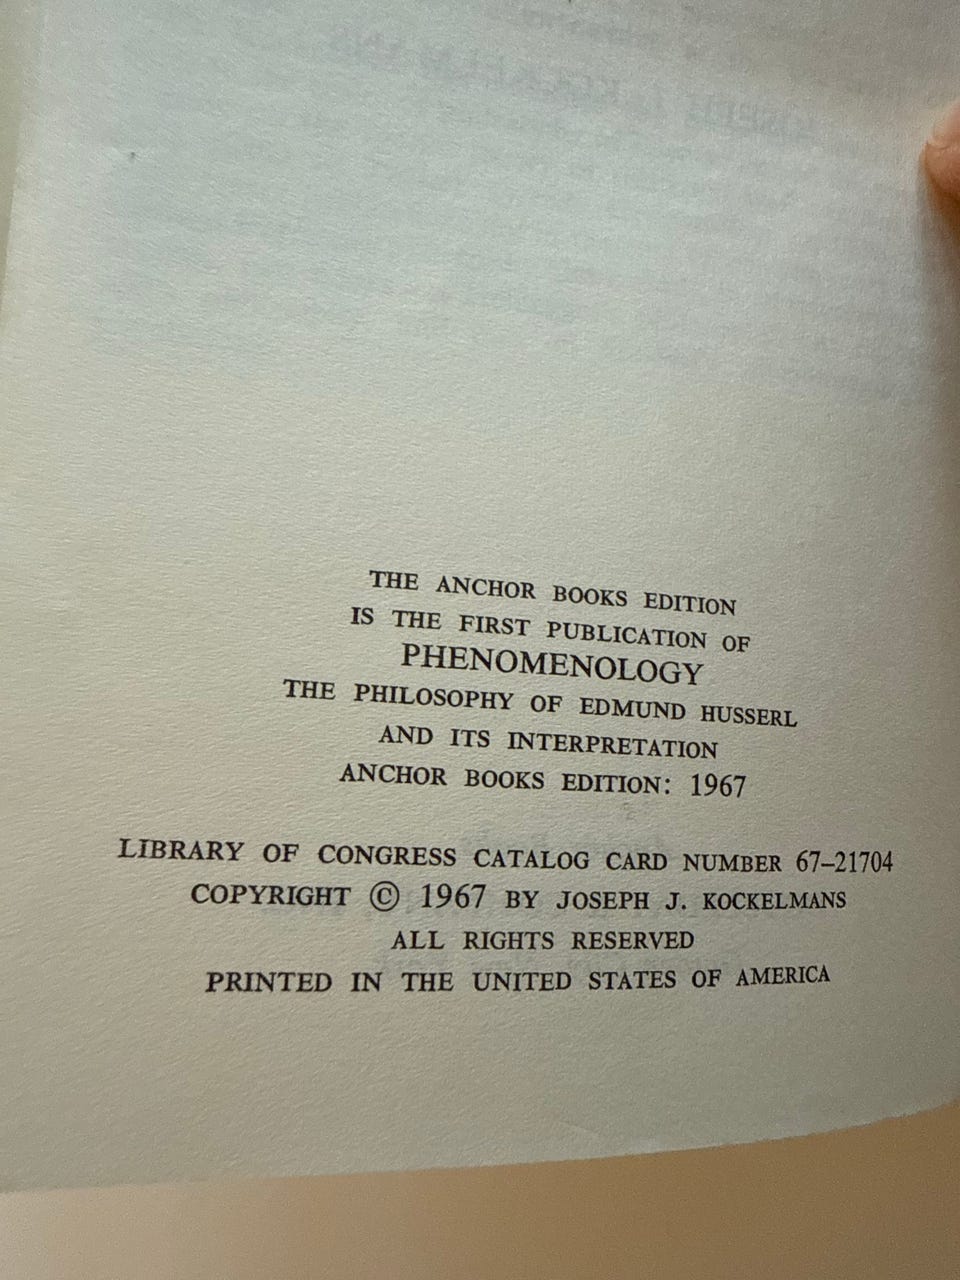 THE ANCHOR BOOKS EDITION
IS THE FIRST PUBLICATION OF
PHENOMENOLOGY
THE PHILOSOPHY OF EDMUND HUSSERL
AND ITS INTERPRETATION
ANCHOR BOOKS EDITION: 1967
LIBRARY OF CONGRESS CATALOG CARD NUMBER 67–21704
COPYRIGHT © 1967 BY JOSEPH J. KOCKELMANS
ALL RIGHTS RESERVED
PRINTED IN THE UNITED STATES OF AMERICA